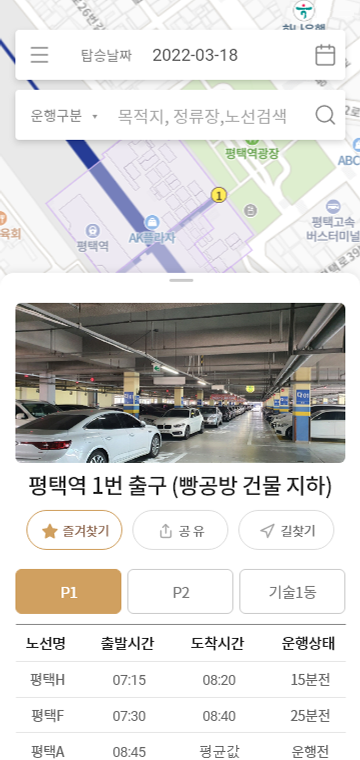 하나은행
탑승날짜 2022-03-18
운행구분 목적지, 정류장,노선검색
평택역광장
ABC
1
육회
평택역
AK플라자
평택고속
버스터미널
평택역 1번 출구 (빵공방 건물 지하)
즐겨찾기 공유 길찾기
P1 P2 기술1동
노선명 출발시간 도착시간 운행상태
평택H 07:15 08:20 15분전
평택F 07:30 08:40 25분전
평택A 08:45 평균값 운행전